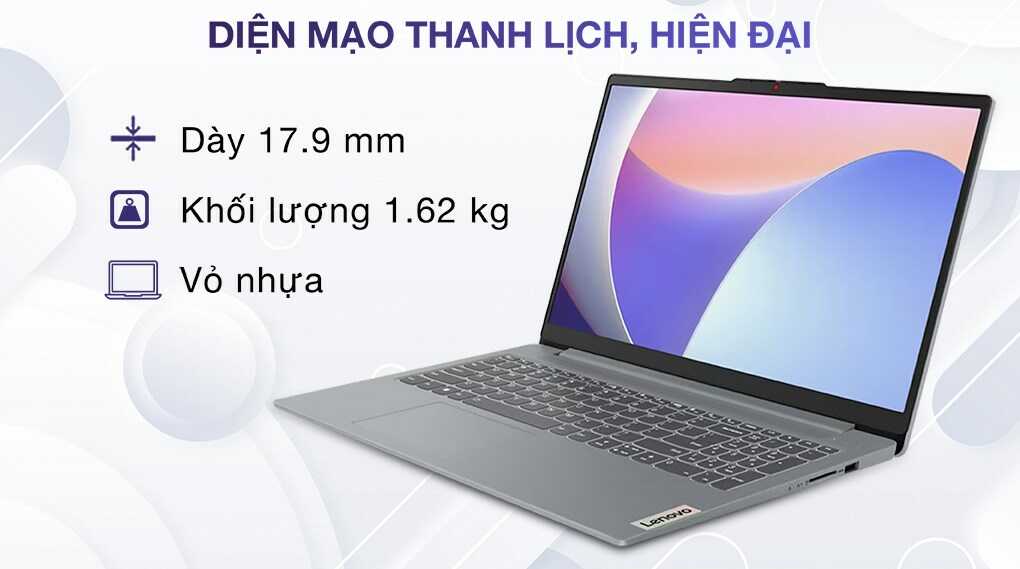 DIỆN MẠO THANH LỊCH, HIỆN ĐẠI
Dày 17.9 mm
Khối lượng 1.62 kg
Vỏ nhựa
Lenovo